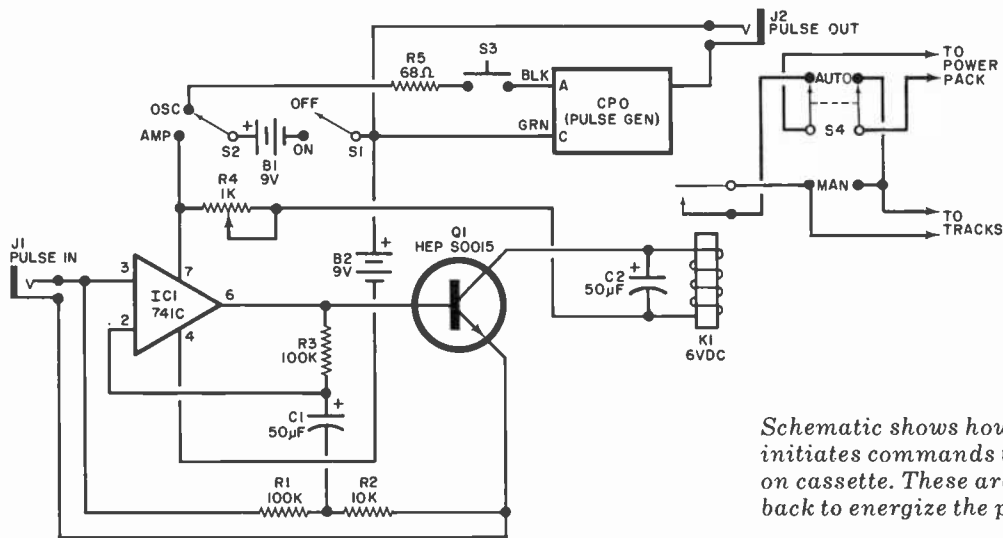 J2
PULSE OUT
TO
POWER
PACK
R5
68Ω
S3
BLK
A
CPO
(PULSE GEN)
GRN
C
AUTO
S4
OSC
OFF
AMP
+
S2
B1
9V
ON
S1
MAN
TO
TRACKS
R4
1K
J1
PULSE IN
V
V
B2
9V
+
Q1
HEP S0015
+
C2
50µF
K1
6VDC
3
7
IC1
741C
6
2
4
R3
100K
+
C1
50µF
R1
100K
R2
10K
Schematic shows how
initiates commands
on cassette. These ar
back to energize the p